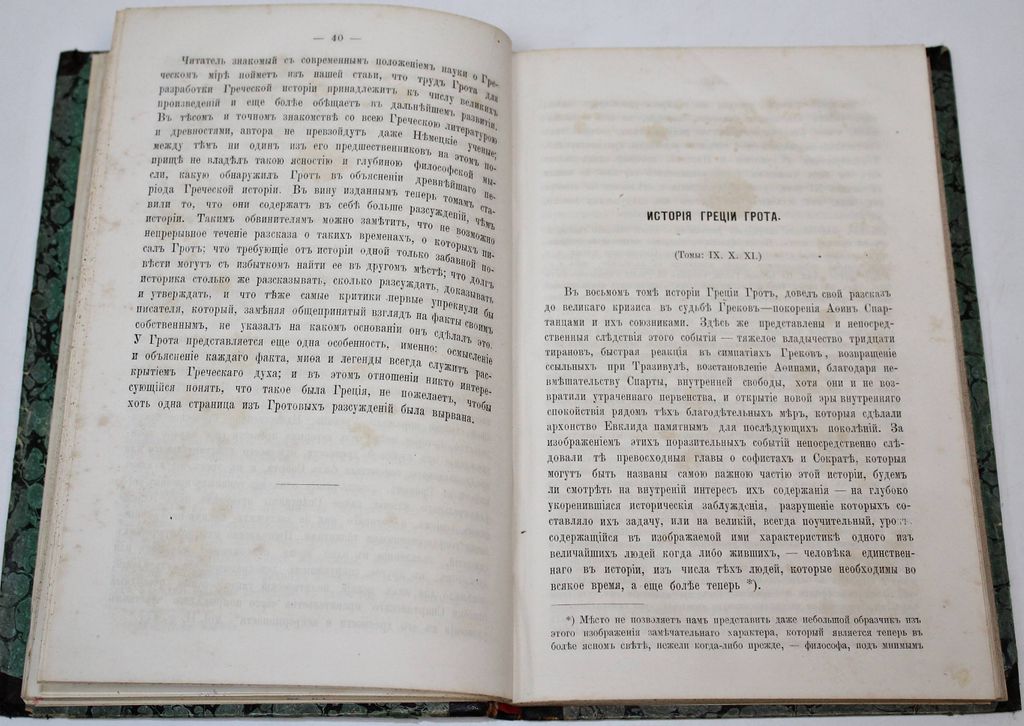 — 40 —
Читатель знакомый съ современнымъ положеніемъ науки о Гре-
ческомъ мірѣ пойметъ изъ нашей статьи, что трудъ Грота для
разработки Греческой исторіи принадлежитъ къ числу великихъ
произведеній и еще болѣе обѣщаетъ въ дальнѣйшемъ развитіи.
Въ тѣсномъ и точномъ знакомствѣ со всею Греческою литературою
и древностями, автора не превзойдутъ даже Нѣмецкіе ученые;
между тѣмъ ни одинъ изъ его предшественниковъ на этомъ по-
прищѣ не владѣлъ такою ясностію и глубиною философской мы-
сли, какую обнаружилъ Гротъ въ объясненіи древнѣйшаго пе-
ріода Греческой исторіи. Въ вину изданнымъ теперь томамъ ста-
вили то, что они содержатъ въ себѣ больше разсужденій, чѣмъ
исторіи. Такимъ обвинителямъ можно замѣтить, что не возможно
непрерывное теченіе разсказа о такихъ временахъ, о которыхъ пи-
салъ Гротъ; что требующіе отъ исторіи одной только забавной по-
вѣсти могутъ съ избыткомъ найти ее въ другомъ мѣстѣ; что долгъ
историка столько же разсказывать, сколько разсуждать, доказывать
и утверждать, и что тѣже самые критики первые упрекнули бы
писателя, который, замѣняя общепринятый взглядъ на факты своимъ
собственнымъ, не указалъ на какомъ основаніи онъ сдѣлалъ это.
У Грота представляется еще одна особенность, именно: осмысленіе
и объясненіе каждаго факта, миѳа и легенды всегда служитъ рас-
крытіемъ Греческаго духа; и въ этомъ отношеніи никто интере-
сующійся понять, что такое была Греція, не пожелаетъ, чтобы
хоть одна страница изъ Гротовыхъ разсужденій была вырвана.
ИСТОРІЯ ГРЕЦІИ ГРОТА.
(Томы: IX. X. XI.)
Въ восьмомъ томѣ исторіи Греціи Гротъ, довелъ свой разсказъ
до великаго кризиса въ судьбѣ Грековъ—покоренія Аѳинъ Спар-
танцами и ихъ союзниками. Здѣсь же представлены и непосред-
ственныя слѣдствія этого событія — тяжелое владычество тридцати
тирановъ, быстрая реакція въ симпатіяхъ Грековъ, возвращеніе
ссыльныхъ при Тразивулѣ, возстановленіе Аѳинами, благодаря не-
вмѣшательству Спарты, внутренней свободы, хотя они и не воз-
вратили утраченнаго первенства, и открытіе новой эры внутренняго
спокойствія рядомъ тѣхъ благодѣтельныхъ мѣръ, которыя сдѣлали
архонтство Евклида памятнымъ для послѣдующихъ поколѣній. За
изображеніемъ этихъ поразительныхъ событій непосредственно слѣ-
довали тѣ превосходныя главы о софистахъ и Сократѣ, которыя
могутъ быть названы самою важною частію этой исторіи, будемъ
ли смотрѣть на внутреній интересъ ихъ содержанія — на глубоко
укоренившіяся историческія заблужденія, разрушеніе которыхъ со-
ставляло ихъ задачу, или на великій, всегда поучительный, урокъ
содержащійся въ изображаемой ими характеристикѣ одного изъ
величайшихъ людей когда либо жившихъ, — человѣка единствен-
наго въ исторіи, изъ числа тѣхъ людей, которые необходимы во
всякое время, а еще болѣе теперь *).
*) Мѣсто не позволяетъ намъ представить даже небольшой образчикъ изъ
этого изображенія замѣчательнаго характера, который является теперь въ
болѣе ясномъ свѣтѣ, нежели когда-либо прежде, — философа, подъ мнимымъ